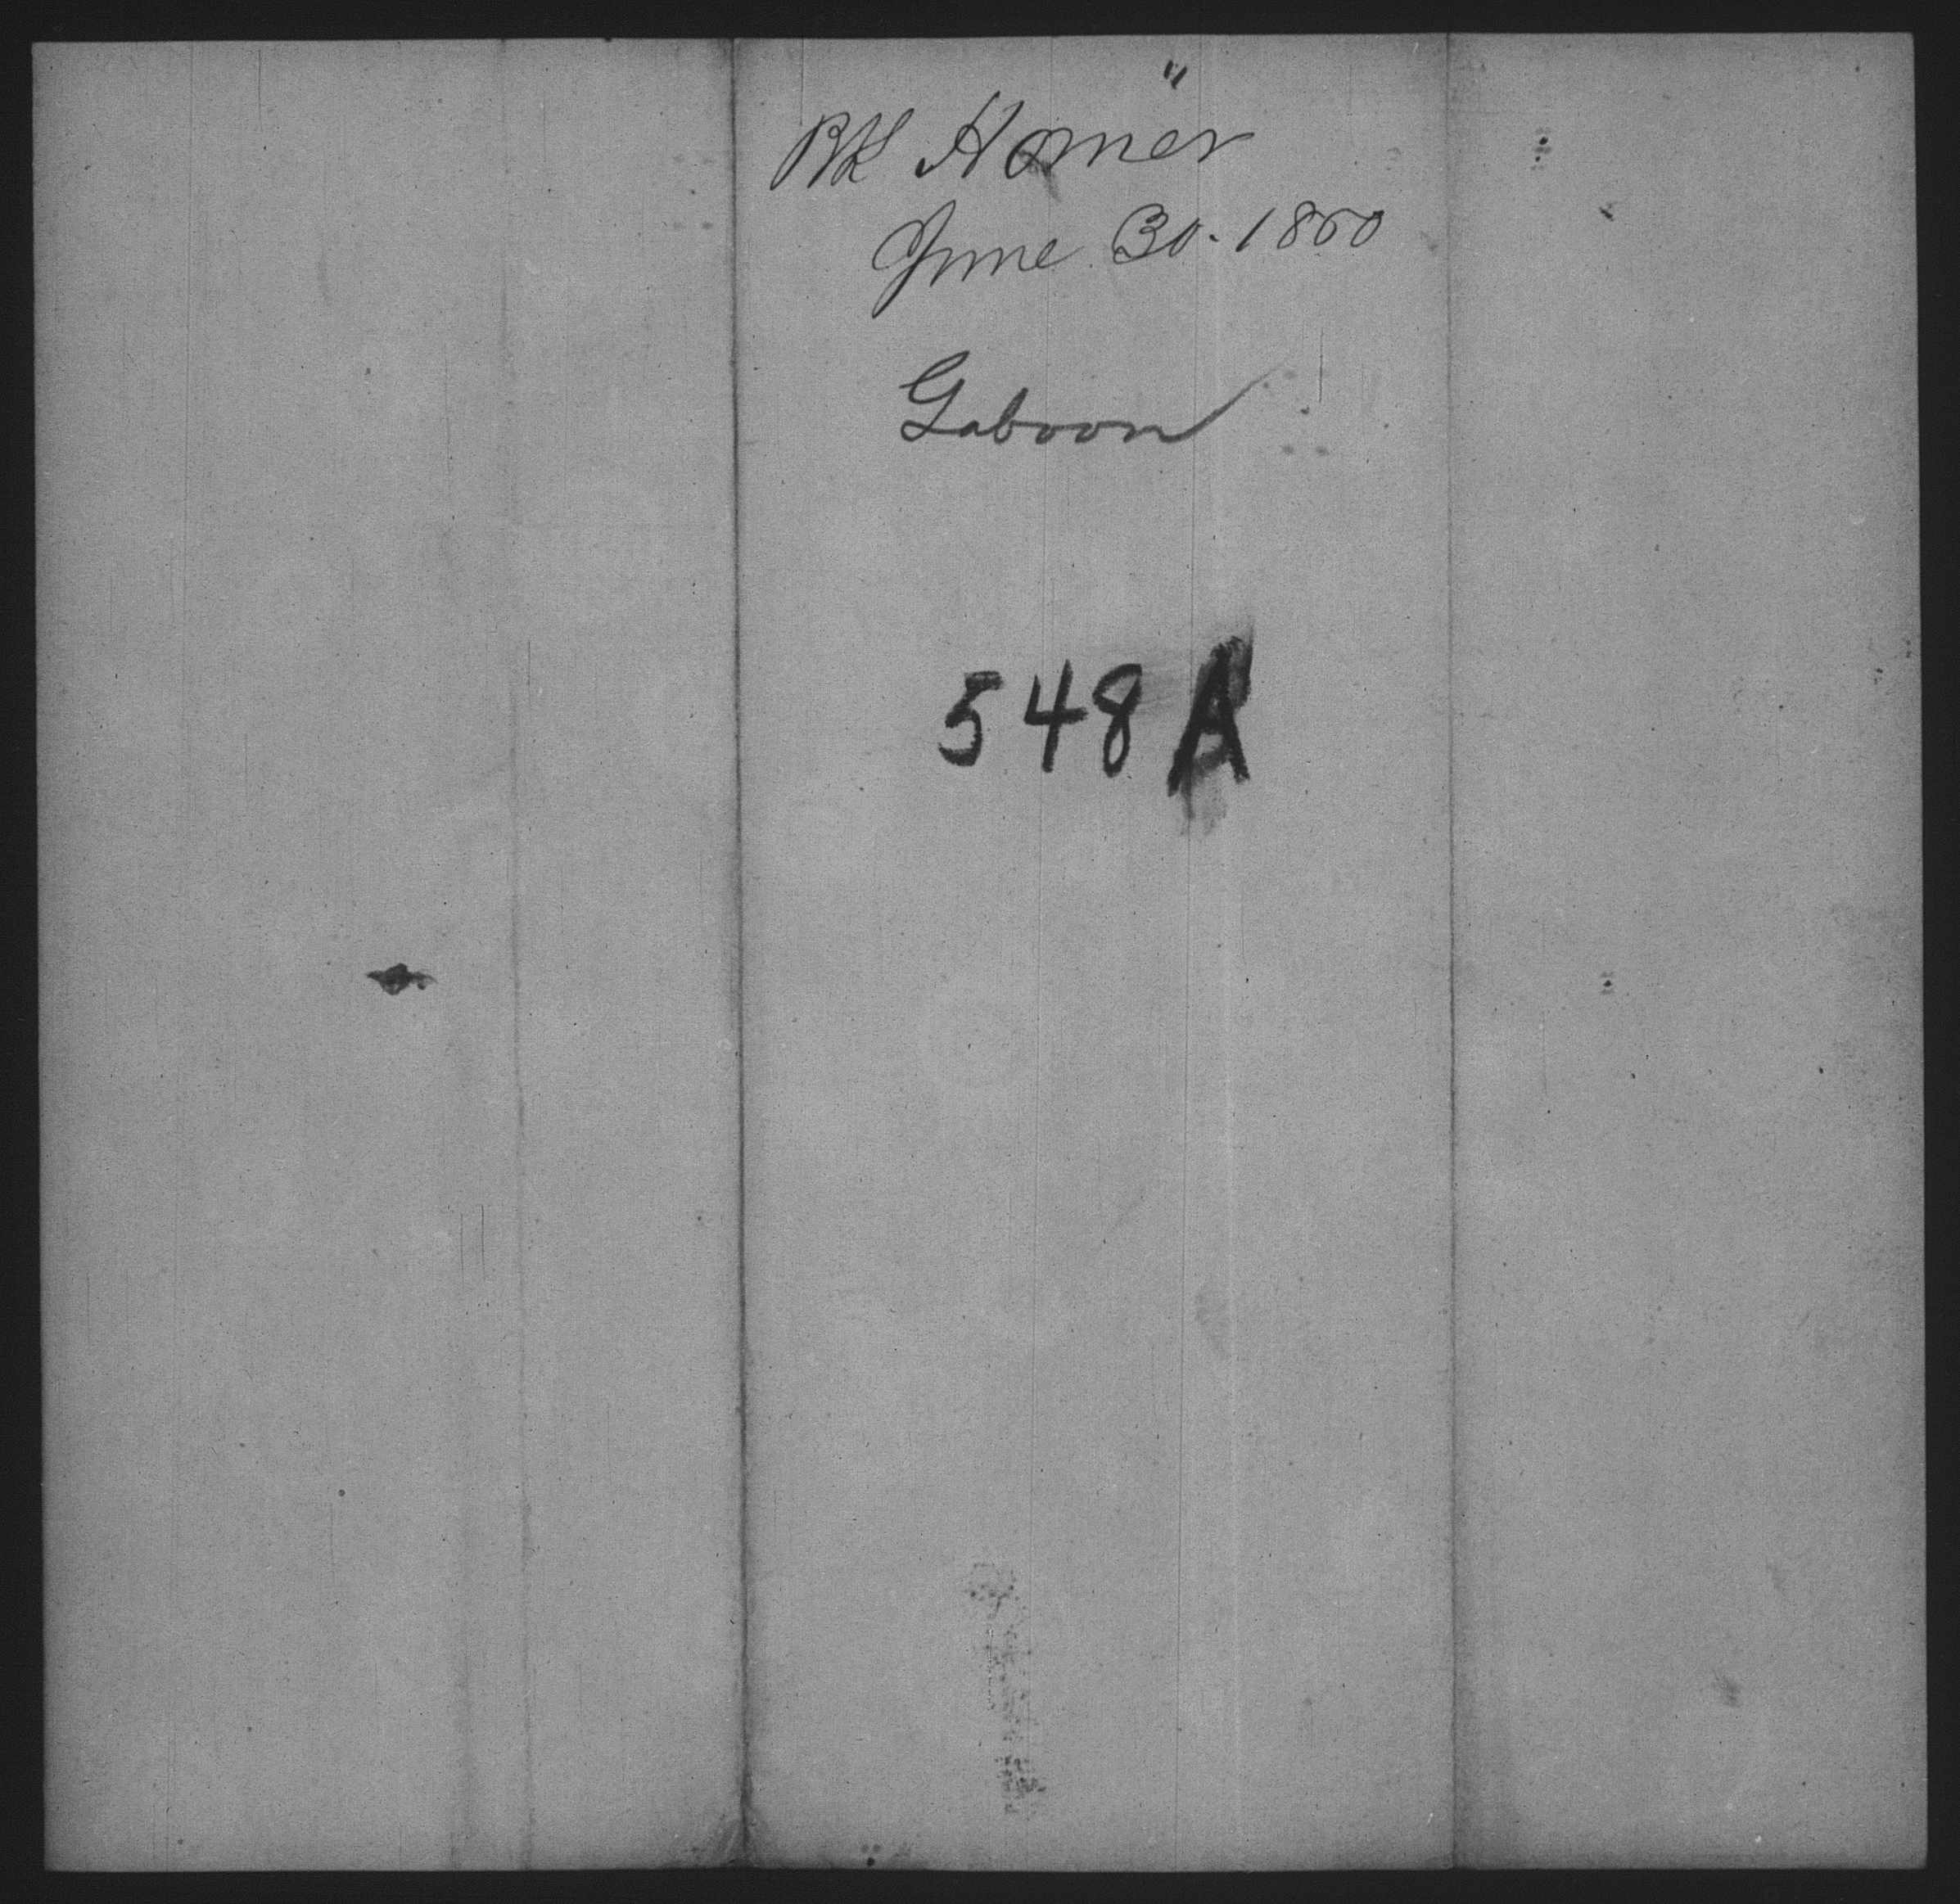 Bk Homer "
June 30. 1860
Gaboon
548 A